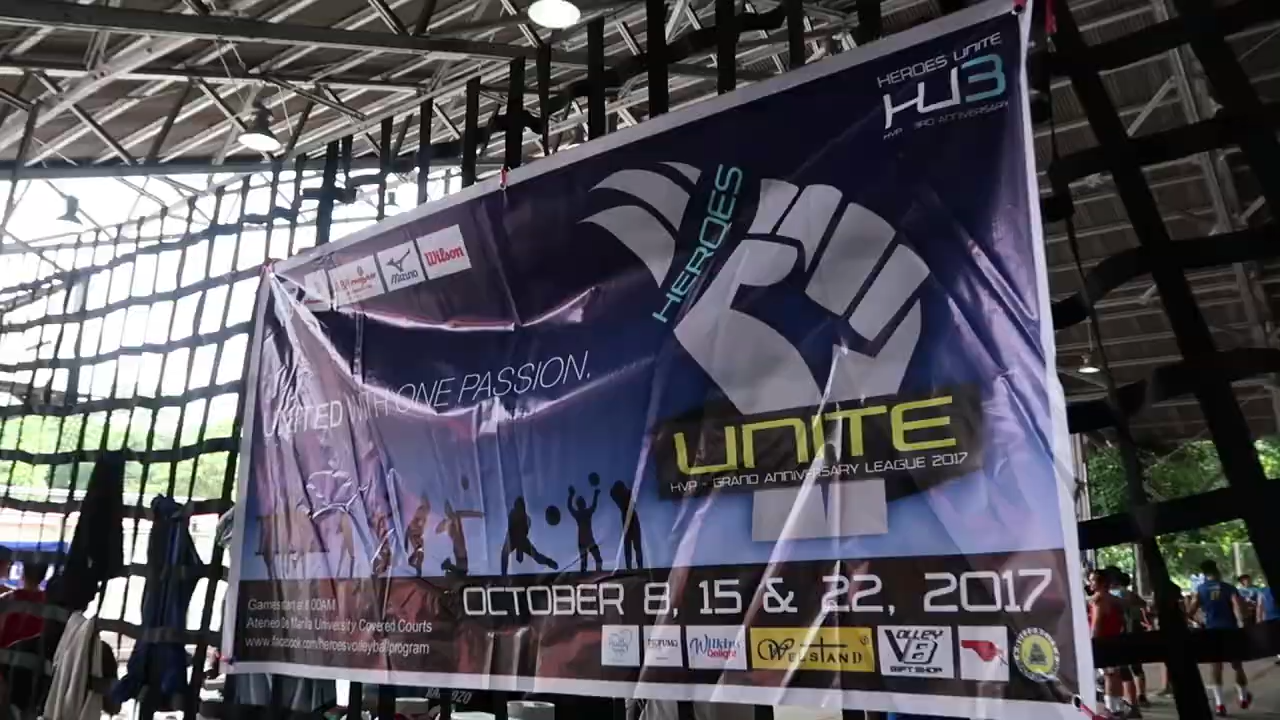 HEROES UNITE
HU3
HVP - 3RD ANNIVERSARY
Mizuno
Wilson
HEROES
UNITED WITH ONE PASSION.
UNITE
HVP - GRAND ANNIVERSARY LEAGUE 2017
OCTOBER 8, 15 & 22, 2017
Games start at 8:00AM
Ateneo De Manila University Covered Courts
www.facebook.com/heroesvolleyballprogram
Wilkins
Delight
VOLLEY
GIFT SHOP